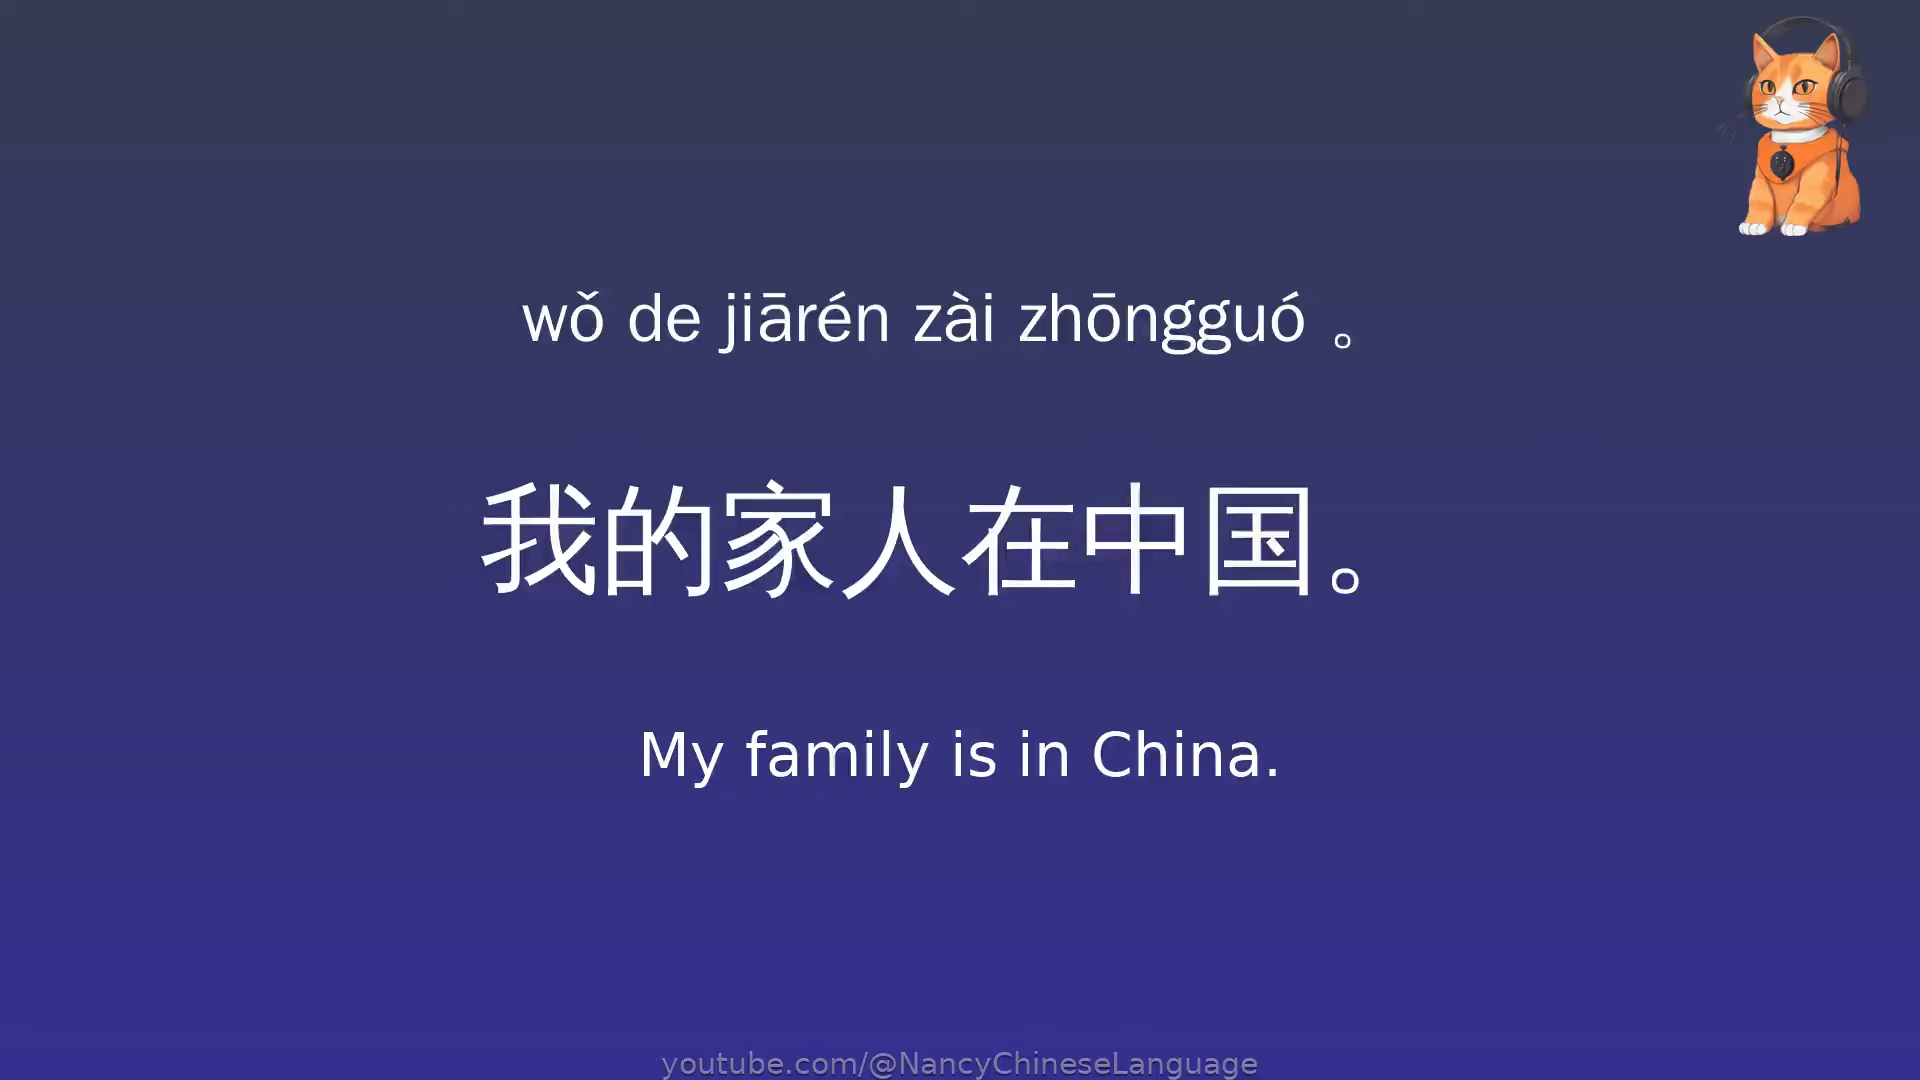 wǒ de jiārén zài zhōngguó 。
我的家人在中国。
My family is in China.
youtube.com/@NancyChineseLanguage